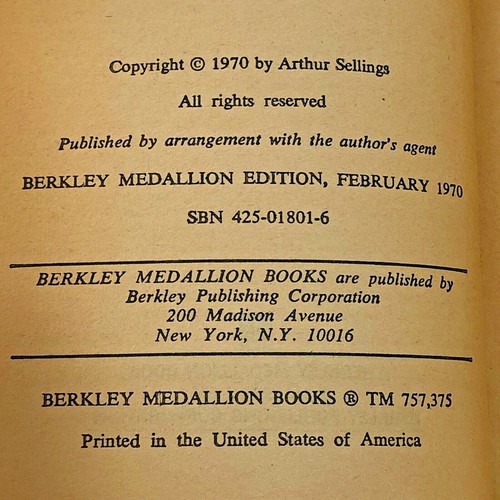 Copyright © 1970 by Arthur Sellings
All rights reserved
Published by arrangement with the author's agent
BERKLEY MEDALLION EDITION, FEBRUARY 1970
SBN 425-01801-6
BERKLEY MEDALLION BOOKS are published by
Berkley Publishing Corporation
200 Madison Avenue
New York, N.Y. 10016
BERKLEY MEDALLION BOOKS ® TM 757,375
Printed in the United States of America